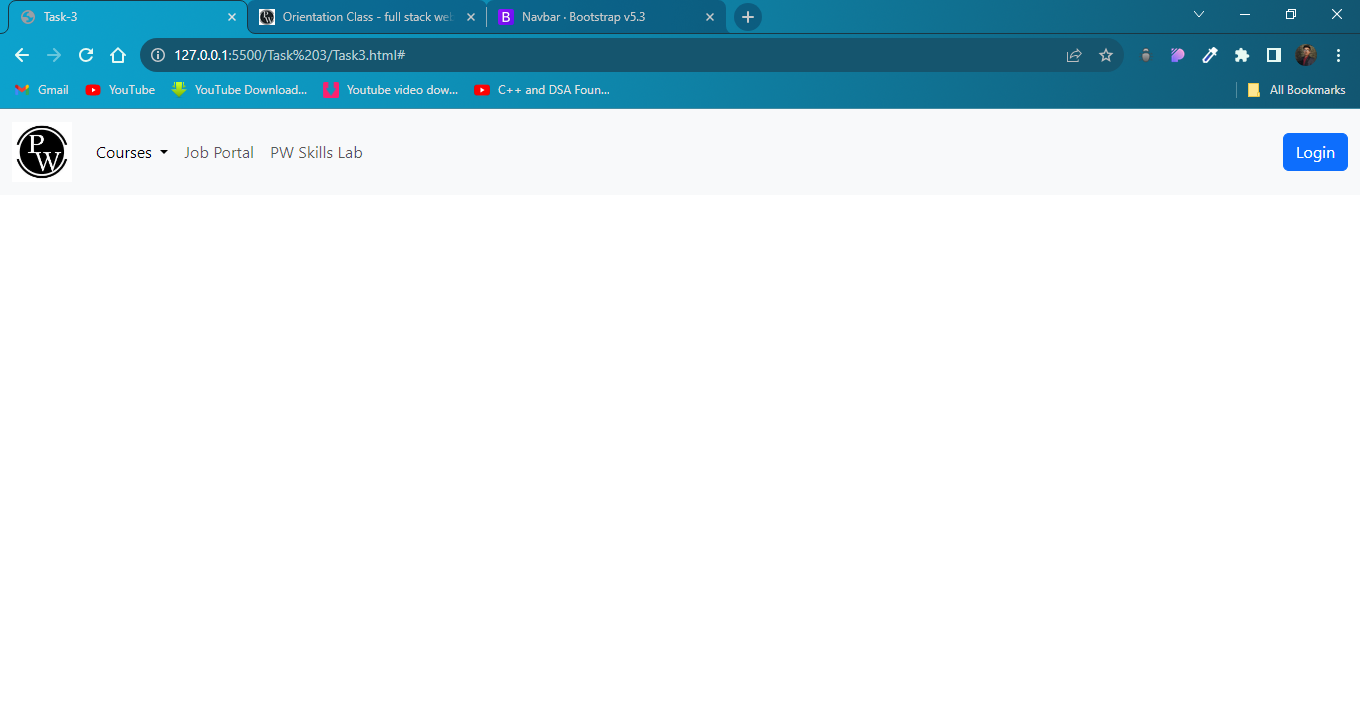 Task-3
Orientation Class - full stack web
Navbar · Bootstrap v5.3
127.0.0.1:5500/Task%203/Task3.html#
Gmail
YouTube
YouTube Download...
Youtube video dow...
C++ and DSA Foun...
All Bookmarks
PW
Courses
Job Portal
PW Skills Lab
Login